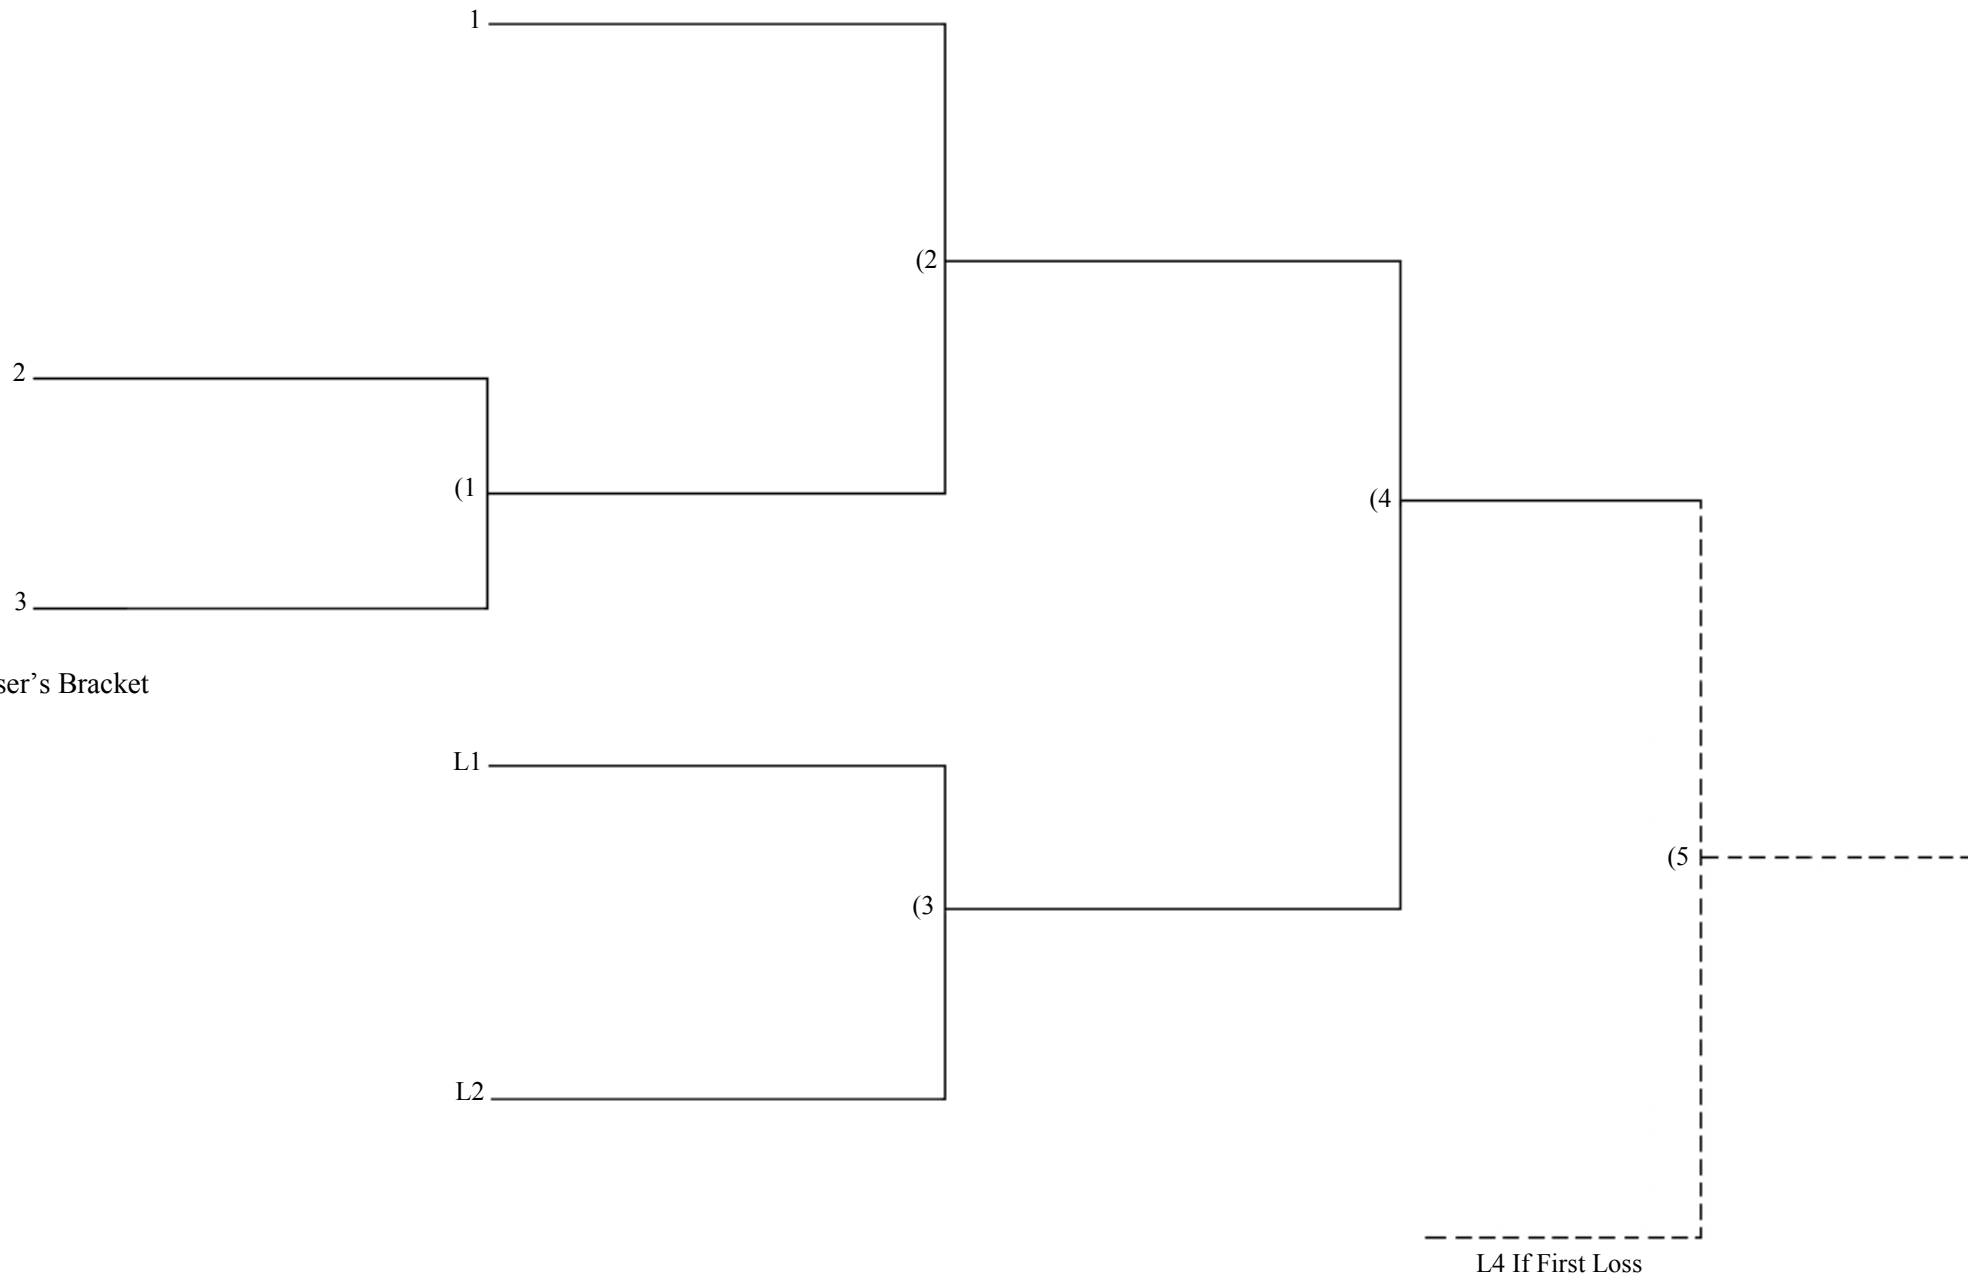 1
(2
2
(1
(4
3
ser’s Bracket
L1
(5
(3
L2
L4 If First Loss